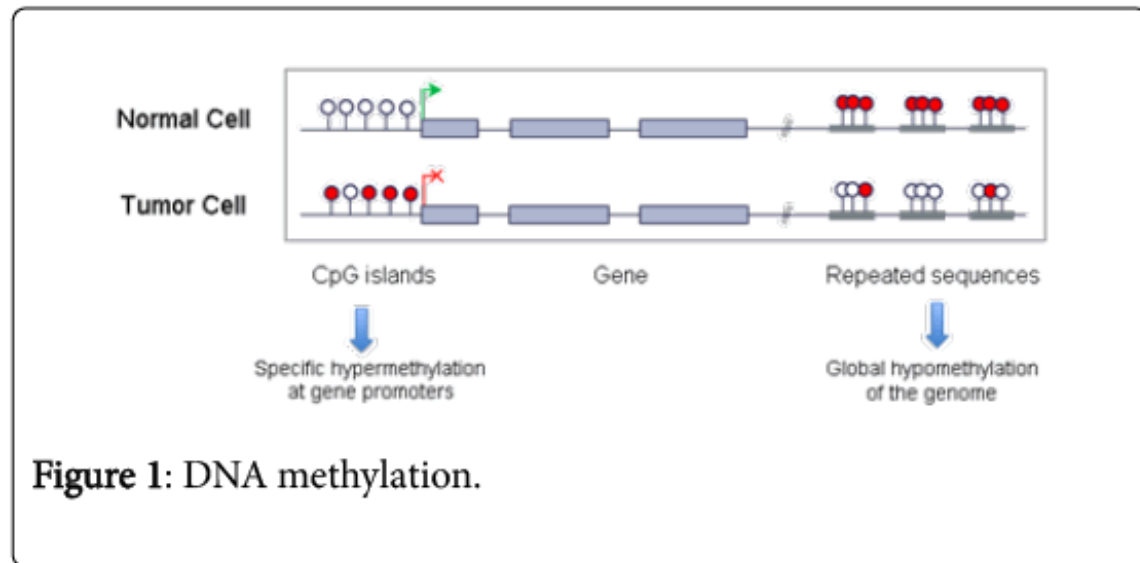 Normal Cell
Tumor Cell
CpG islands
Gene
Repeated sequences
Specific hypermethylation
at gene promoters
Global hypomethylation
of the genome
Figure 1: DNA methylation.